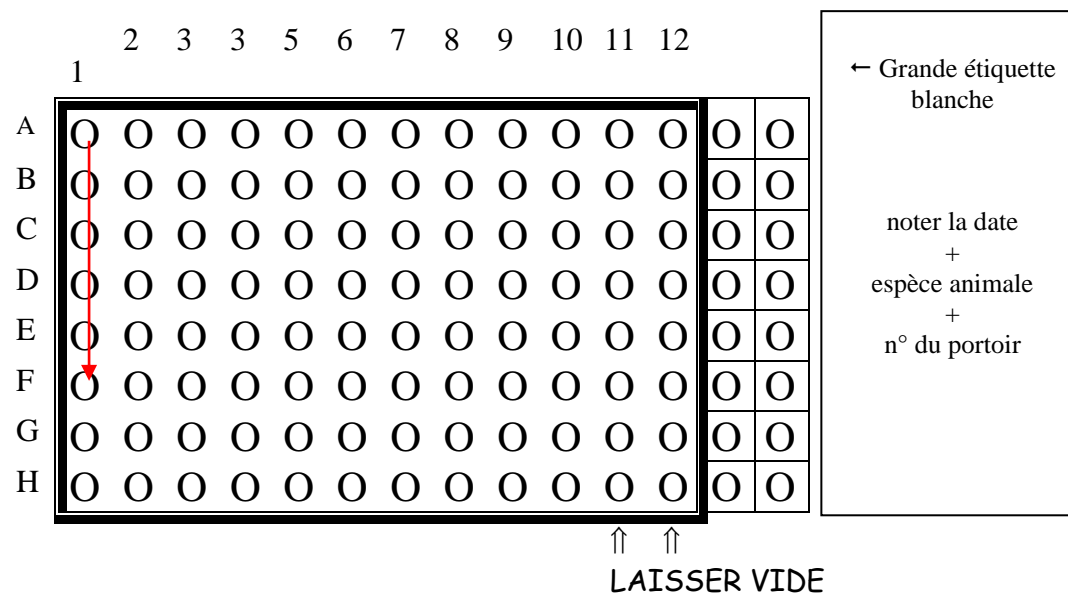 2 3 3 5 6 7 8 9 10 11 12
1
← Grande étiquette
blanche
A O O O O O O O O O O O O O O
B O O O O O O O O O O O O O O
C O O O O O O O O O O O O O O
D O O O O O O O O O O O O O O
E O O O O O O O O O O O O O O
F O O O O O O O O O O O O O O
G O O O O O O O O O O O O O O
H O O O O O O O O O O O O O O
noter la date
+
espèce animale
+
n° du portoir
⇑ ⇑
LAISSER VIDE